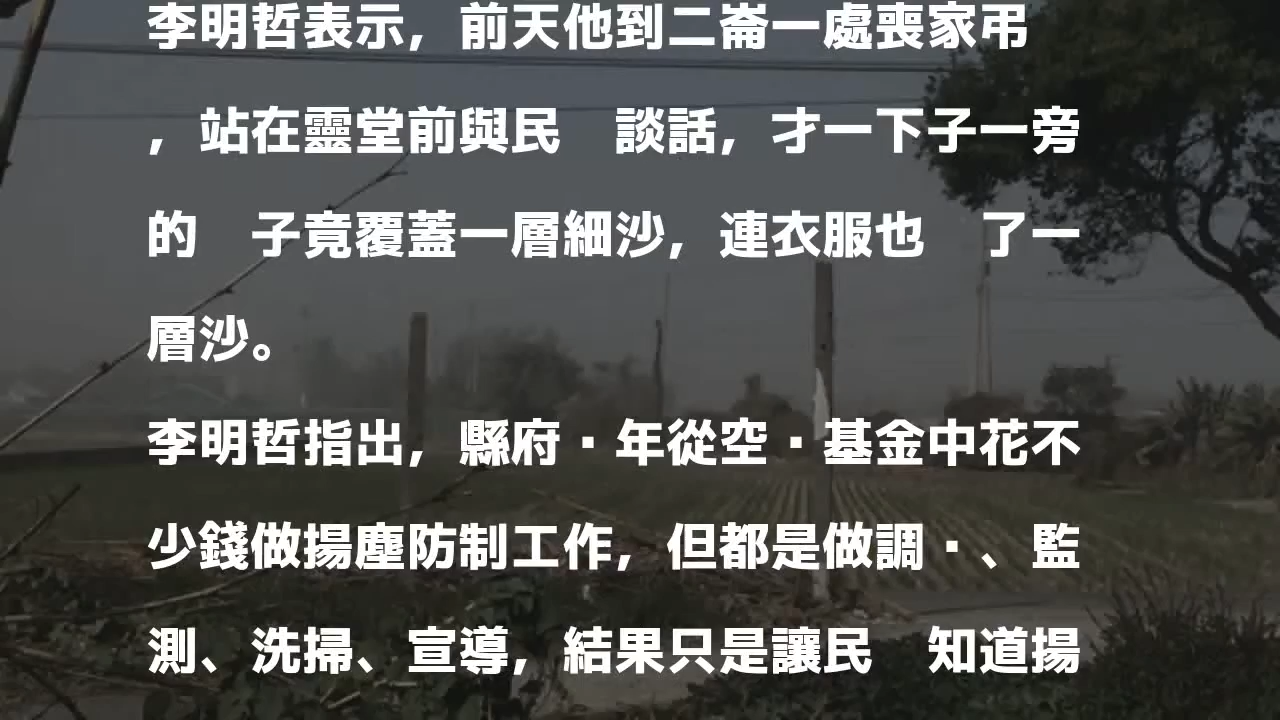 李明哲表示，前天他到二崙一處喪家弔
，站在靈堂前與民　談話，才一下子一旁
的　子竟覆蓋一層細沙，連衣服也　了一
層沙。
李明哲指出，縣府▪年從空▪基金中花不
少錢做揚塵防制工作，但都是做調▪、監
測、洗掃、宣導，結果只是讓民　知道揚